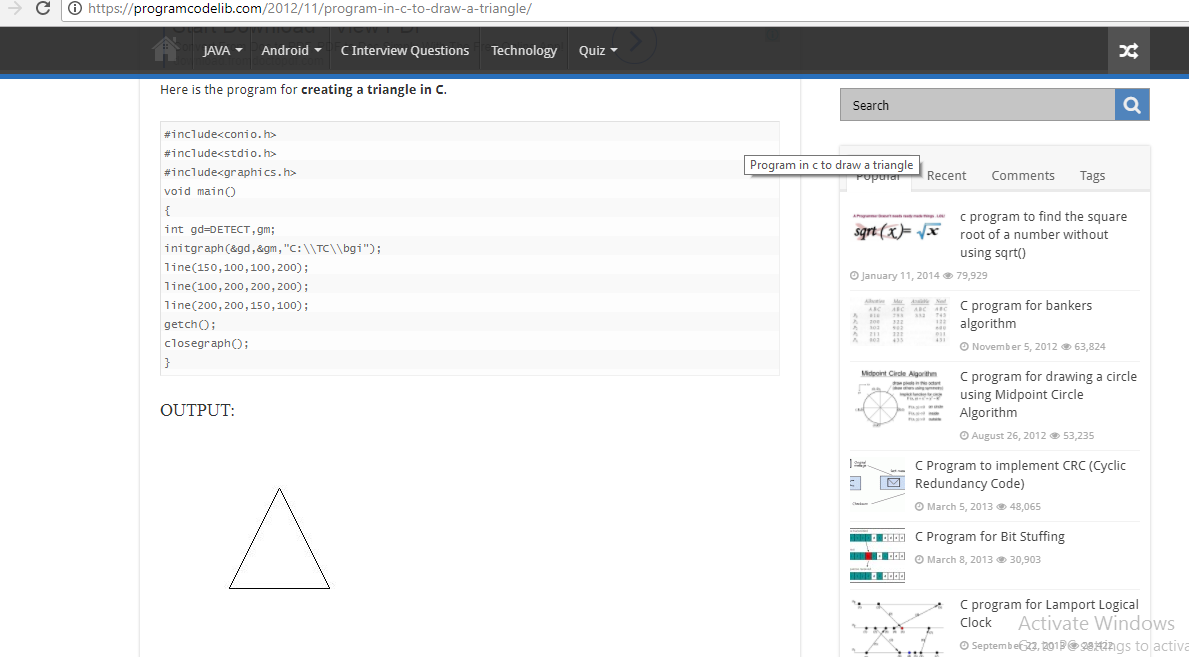 https://programcodelib.com/2012/11/program-in-c-to-draw-a-triangle/
JAVA
Android
C Interview Questions
Technology
Quiz
Here is the program for creating a triangle in C.
#include<conio.h>
#include<stdio.h>
#include<graphics.h>
void main()
{
int gd=DETECT,gm;
initgraph(&gd,&gm,"C:\\TC\\bgi");
line(150,100,100,200);
line(100,200,200,200);
line(200,200,150,100);
getch();
closegraph();
}
OUTPUT:
Search
Program in c to draw a triangle
Popular
Recent
Comments
Tags
sqrt(x)= √x
c program to find the square
root of a number without
using sqrt()
January 11, 2014 79,929
C program for bankers
algorithm
November 5, 2012 63,824
Midpoint Circle Algorithm
C program for drawing a circle
using Midpoint Circle
Algorithm
August 26, 2012 53,235
C Program to implement CRC (Cyclic
Redundancy Code)
March 5, 2013 48,065
C Program for Bit Stuffing
March 8, 2013 30,903
C program for Lamport Logical
Clock
September 22, 2013
Activate Windows
Go to PC settings to activa